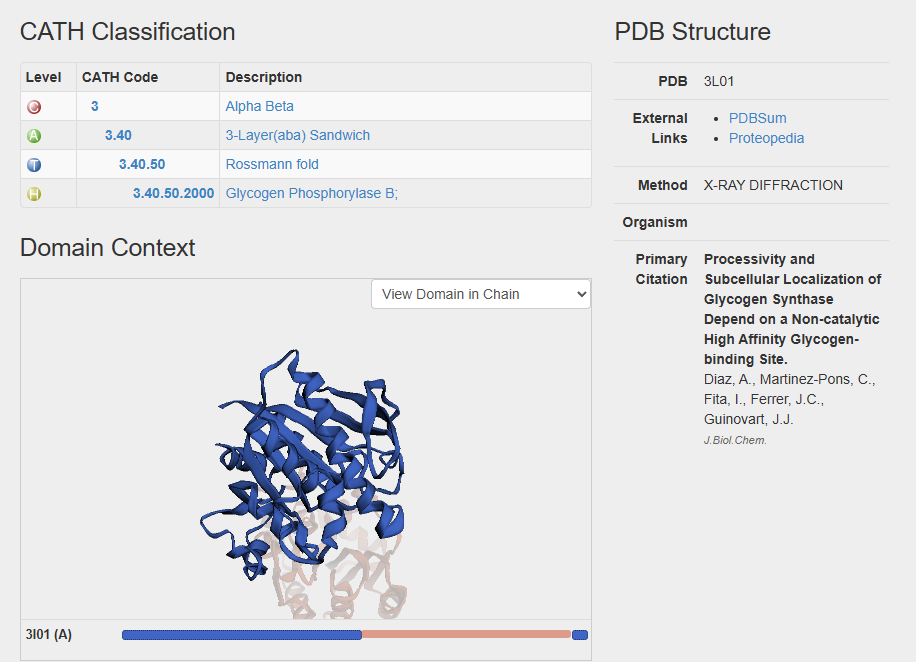 CATH Classification
Level CATH Code Description
C 3 Alpha Beta
A 3.40 3-Layer(aba) Sandwich
T 3.40.50 Rossmann fold
H 3.40.50.2000 Glycogen Phosphorylase B;
Domain Context
View Domain in Chain
3l01 (A)
PDB Structure
PDB 3L01
External Links
• PDBSum
• Proteopedia
Method X-RAY DIFFRACTION
Organism
Primary Citation
Processivity and
Subcellular Localization of
Glycogen Synthase
Depend on a Non-catalytic
High Affinity Glycogen-
binding Site.
Diaz, A., Martinez-Pons, C.,
Fita, I., Ferrer, J.C.,
Guinovart, J.J.
J.Biol.Chem.